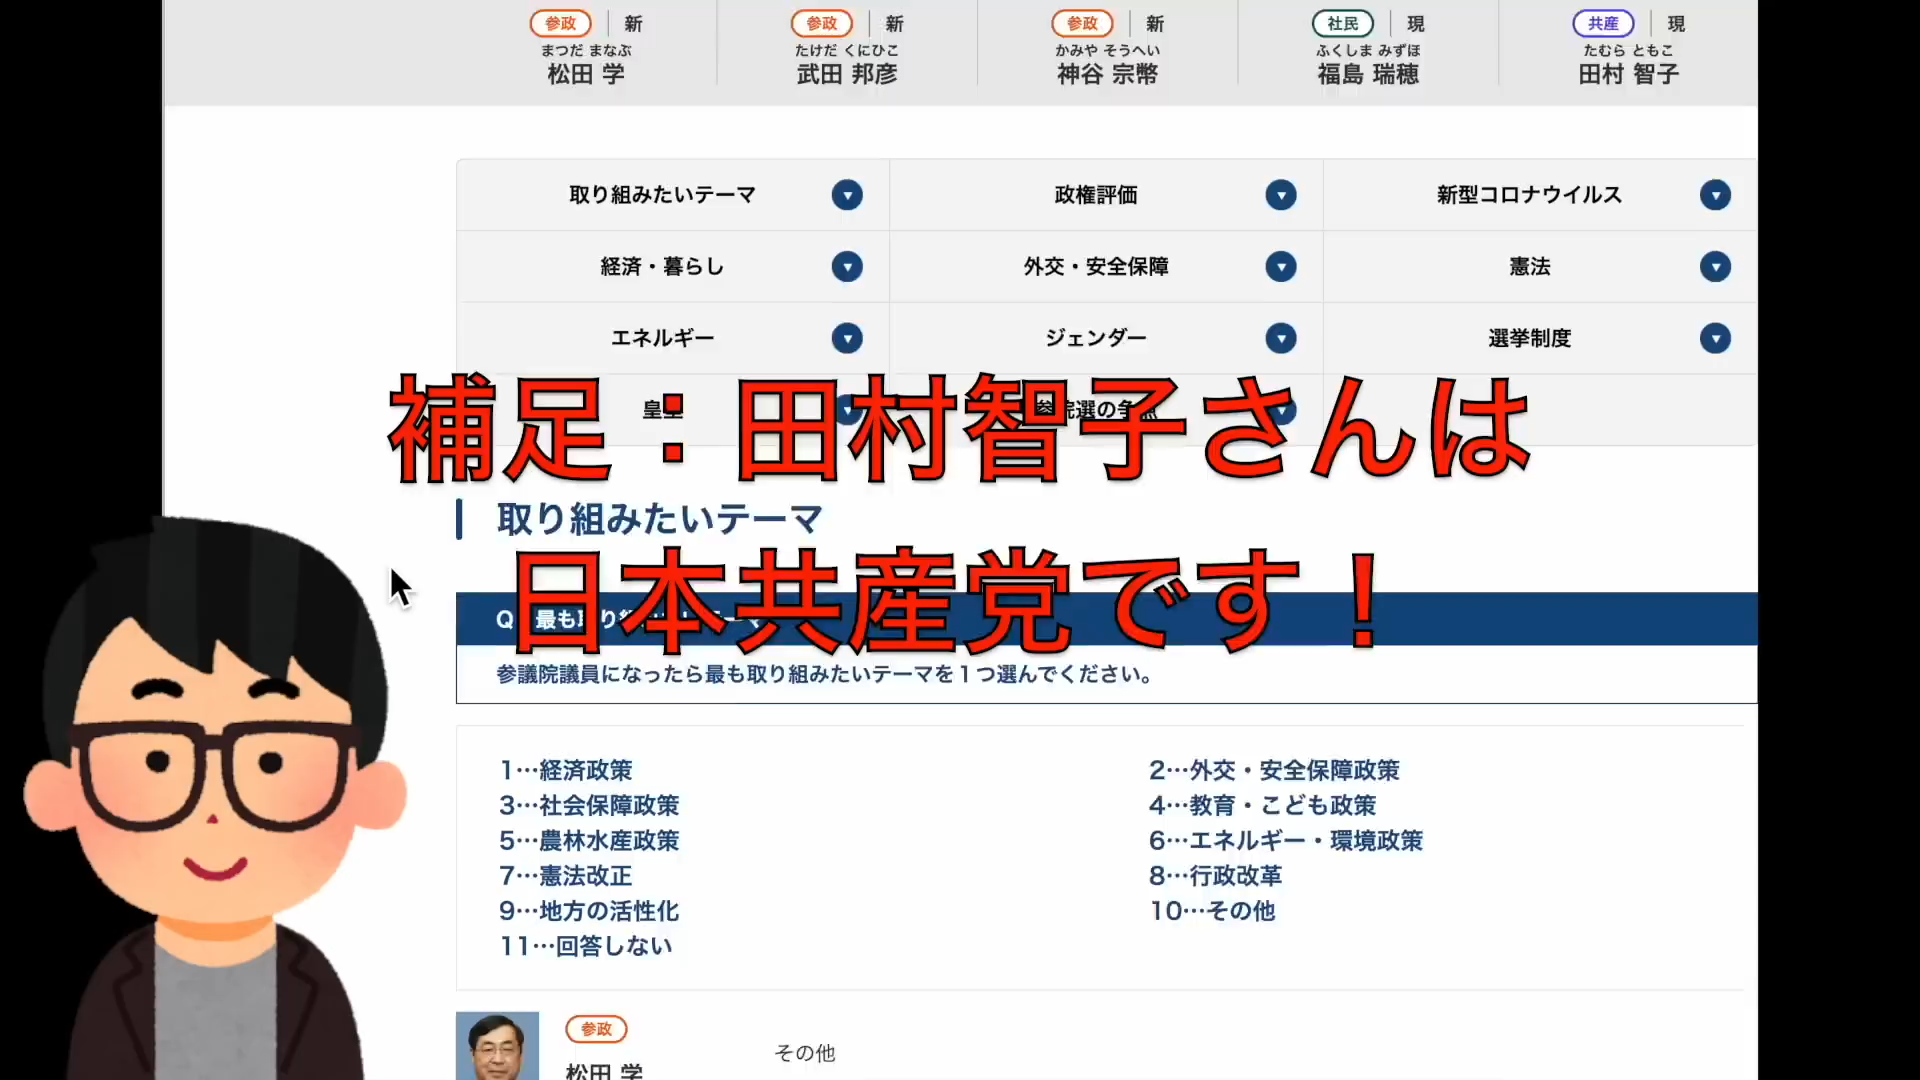 参政 新 参政 新 参政 新 社民 現 共産 現
まつだ まなぶ たけだ くにひこ かみや そうへい ふくしま みずほ たむら ともこ
松田 学 武田 邦彦 神谷 宗幣 福島 瑞穂 田村 智子
取り組みたいテーマ 政権評価 新型コロナウイルス
経済・暮らし 外交・安全保障 憲法
エネルギー ジェンダー 選挙制度
補足：田村智子さんは
取り組みたいテーマ
日本共産党です！
参議院議員になったら最も取り組みたいテーマを１つ選んでください。
1…経済政策 2…外交・安全保障政策
3…社会保障政策 4…教育・こども政策
5…農林水産政策 6…エネルギー・環境政策
7…憲法改正 8…行政改革
9…地方の活性化 10…その他
11…回答しない
参政
松田 学 その他